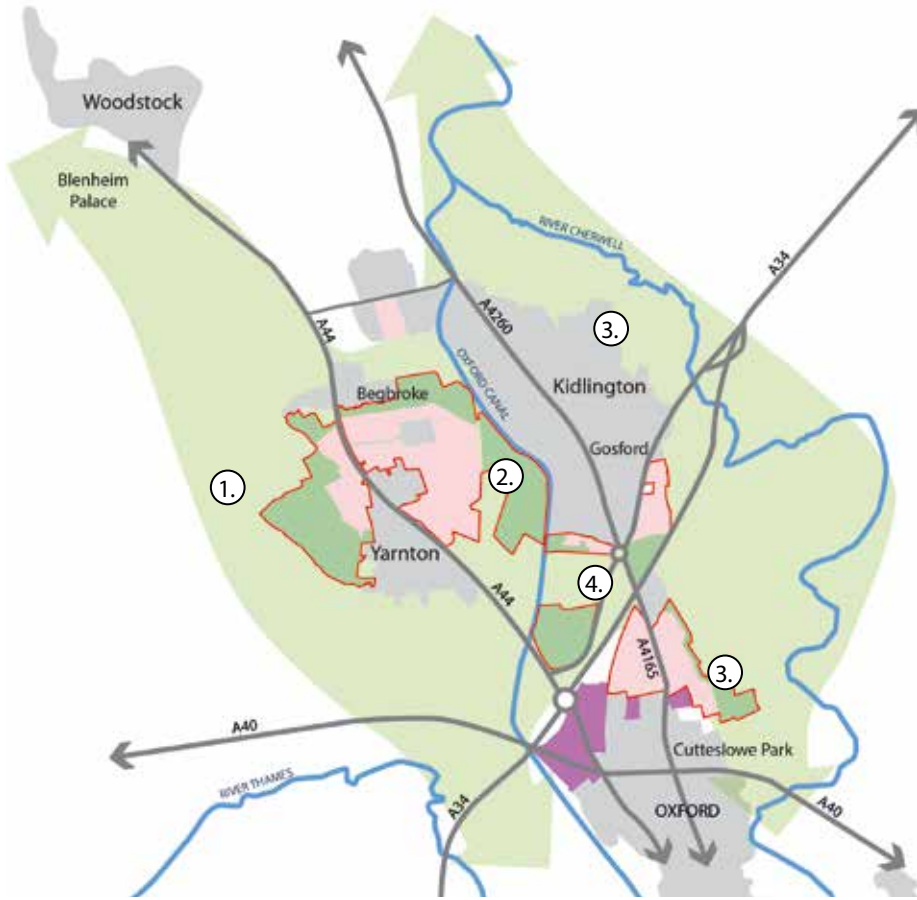 Woodstock
Blenheim
Palace
RIVER CHERWELL
A34
A44
A4260
3.
Kidlington
OXFORD CANAL
Begbroke
Gosford
1.
2.
Yarnton
4.
A44
A4165
3.
A40
Cutteslowe Park
RIVER THAMES
A34
OXFORD
A40